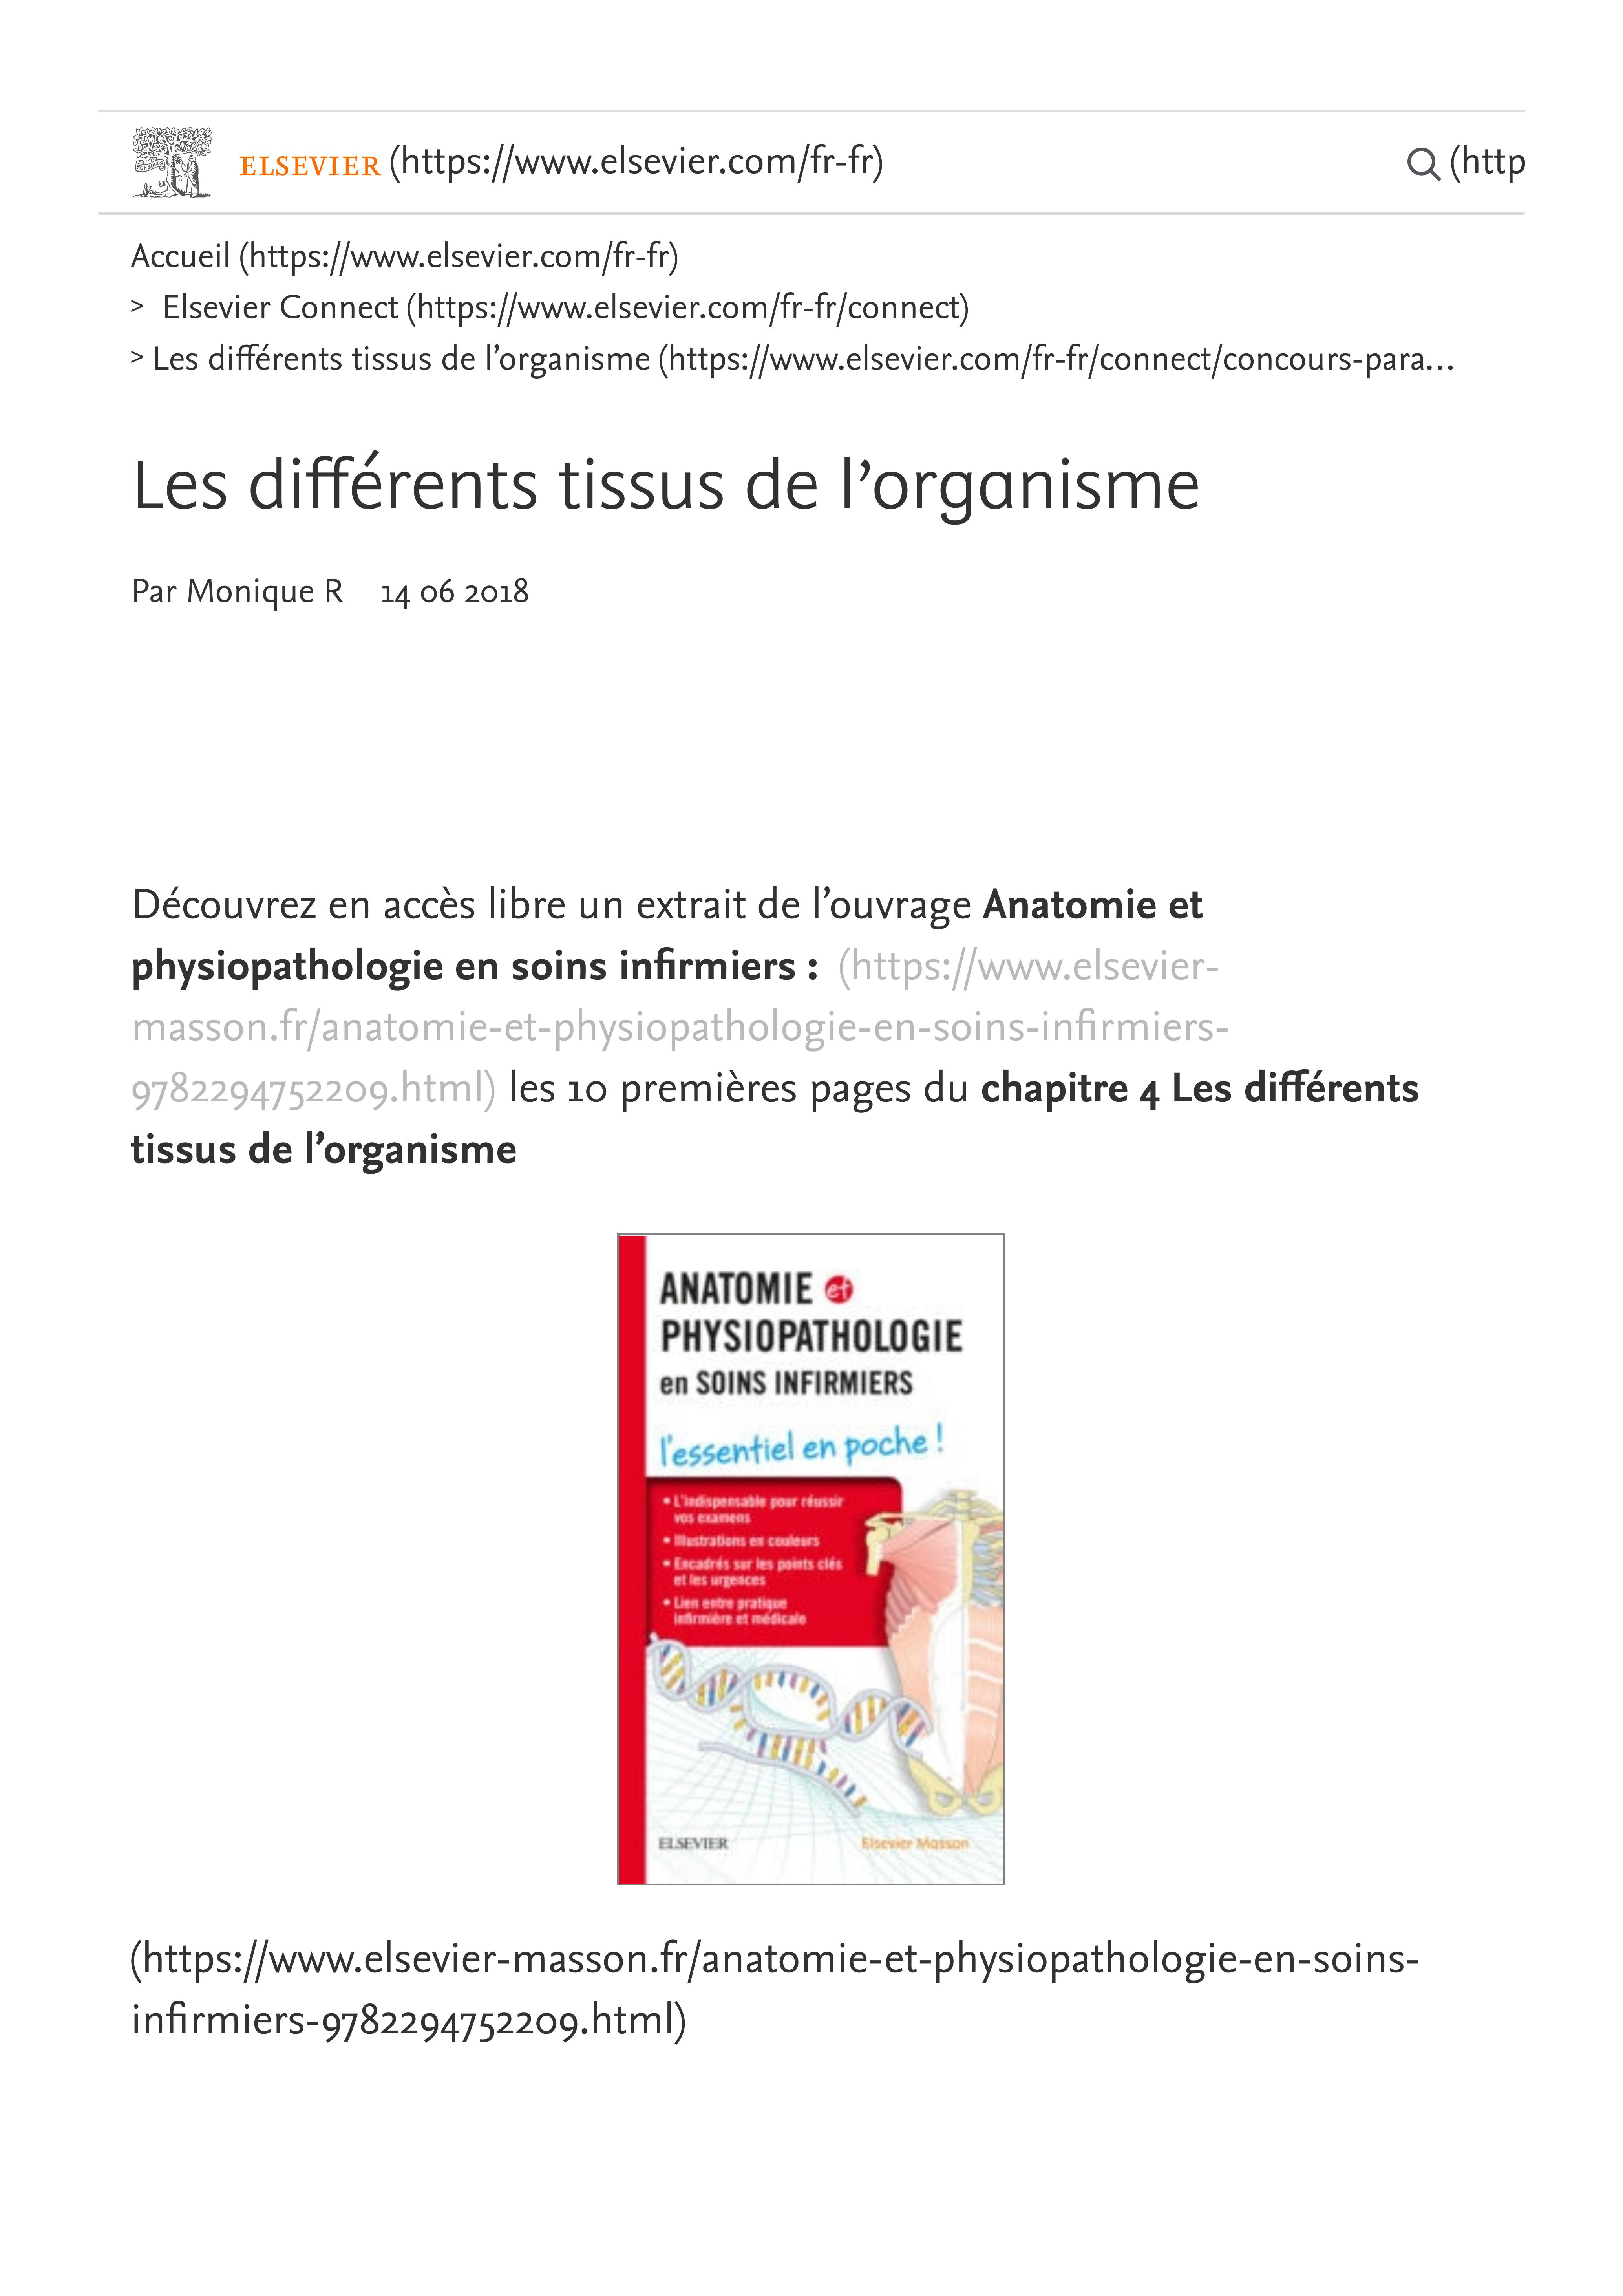 ELSEVIER (https://www.elsevier.com/fr-fr) (http
Accueil (https://www.elsevier.com/fr-fr)
> Elsevier Connect (https://www.elsevier.com/fr-fr/connect)
> Les différents tissus de l’organisme (https://www.elsevier.com/fr-fr/connect/concours-para…
Les différents tissus de l’organisme
Par Monique R 14 06 2018
Découvrez en accès libre un extrait de l’ouvrage Anatomie et
physiopathologie en soins infirmiers : (https://www.elsevier-
masson.fr/anatomie-et-physiopathologie-en-soins-infirmiers-
9782294752209.html) les 10 premières pages du chapitre 4 Les différents
tissus de l’organisme
ANATOMIE et
PHYSIOPATHOLOGIE
en SOINS INFIRMIERS
l'essentiel en poche !
• L'indispensable pour réussir
vos examens
• Illustrations en couleurs
• Encadrés sur les points clés
et les urgences
• Lien entre pratique
infirmière et médicale
ELSEVIER Elsevier Masson
(https://www.elsevier-masson.fr/anatomie-et-physiopathologie-en-soins-
infirmiers-9782294752209.html)